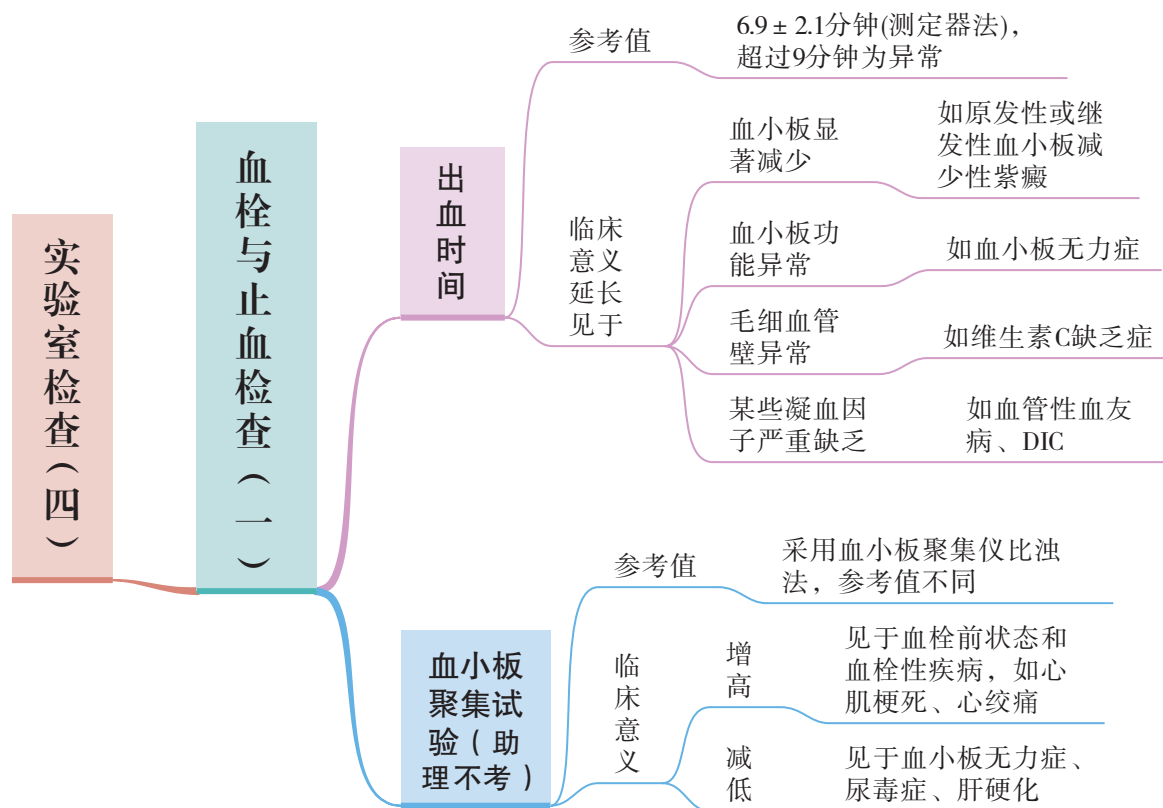 实验室检查（四）
血栓与止血检查（一）
出血时间
参考值
6.9 ± 2.1分钟(测定器法)，
超过9分钟为异常
临床
意义
延长
见于
血小板显
著减少
如原发性或继
发性血小板减
少性紫癜
血小板功
能异常
如血小板无力症
毛细血管
壁异常
如维生素C缺乏症
某些凝血因
子严重缺乏
如血管性血友
病、DIC
血小板
聚集试
验（助
理不考）
参考值
采用血小板聚集仪比浊
法，参考值不同
临床意义
增高
见于血栓前状态和
血栓性疾病，如心
肌梗死、心绞痛
减低
见于血小板无力症、
尿毒症、肝硬化